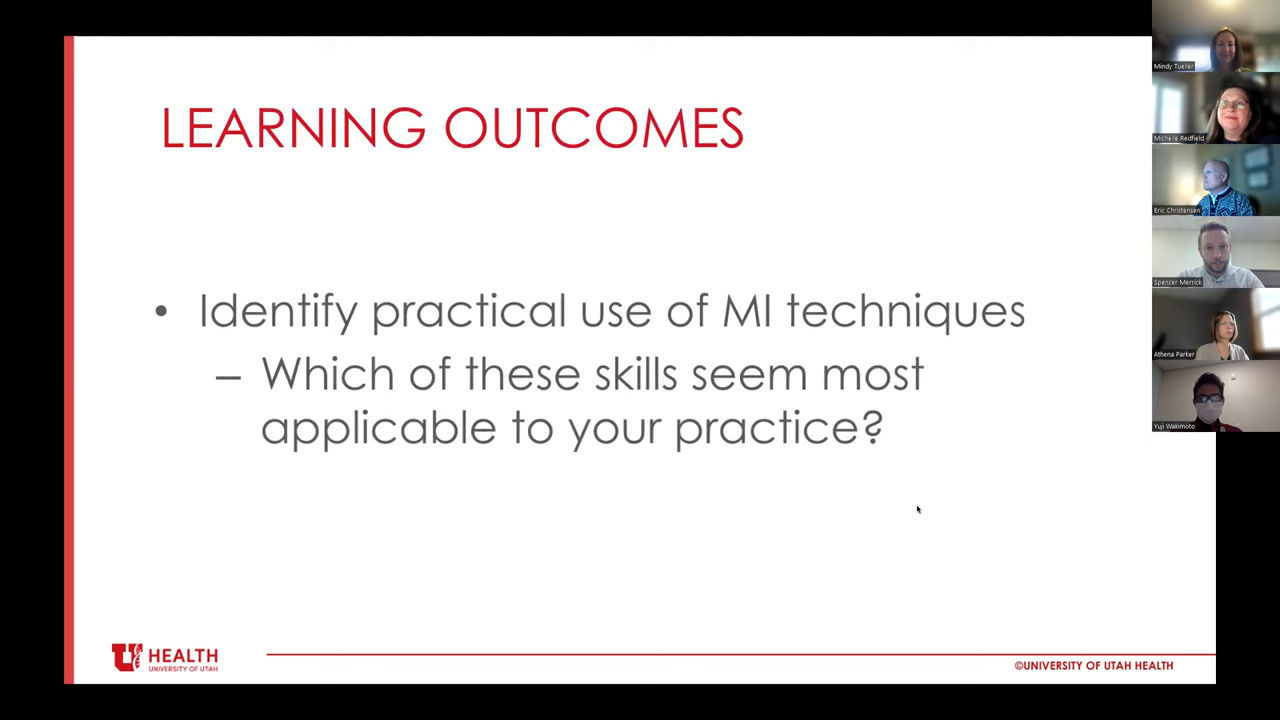 LEARNING OUTCOMES
• Identify practical use of MI techniques
– Which of these skills seem most
applicable to your practice?
HEALTH
UNIVERSITY OF UTAH
©UNIVERSITY OF UTAH HEALTH
Mindy Tueller
Michelle Redfield
Eric Christensen
Spencer Merrick
Athena Parker
Yuji Wakimoto